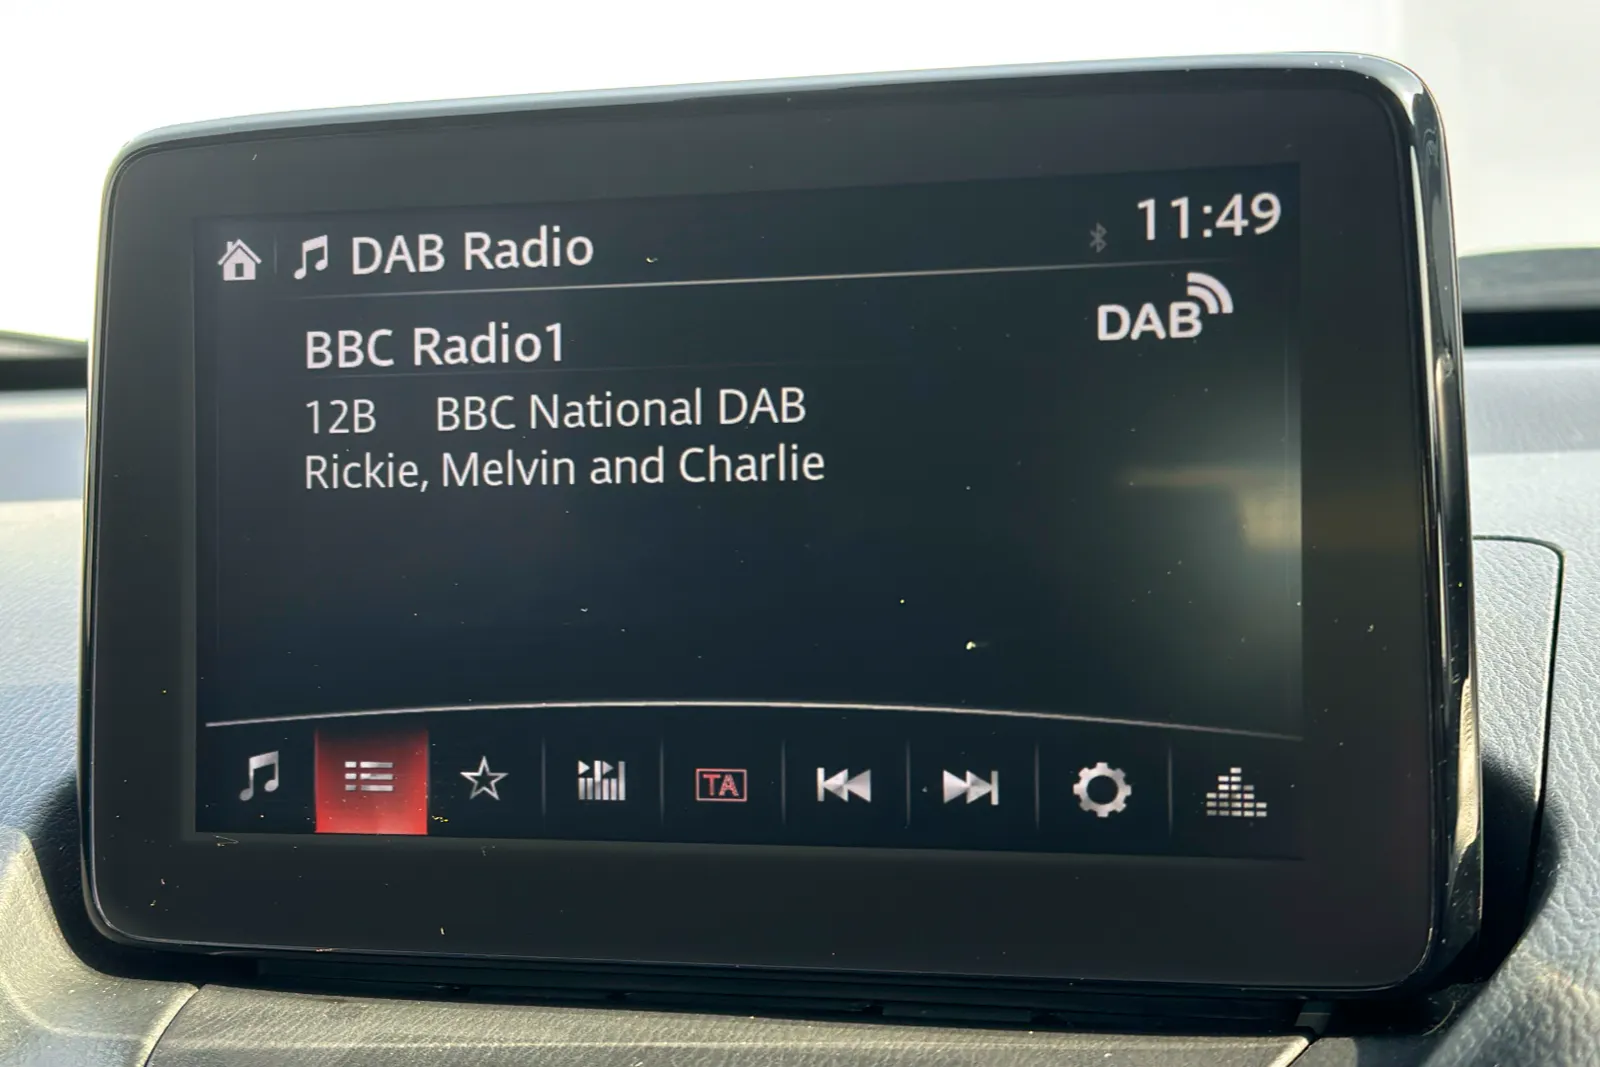 DAB Radio
11:49
BBC Radio1
DAB
12B BBC National DAB
Rickie, Melvin and Charlie
TA